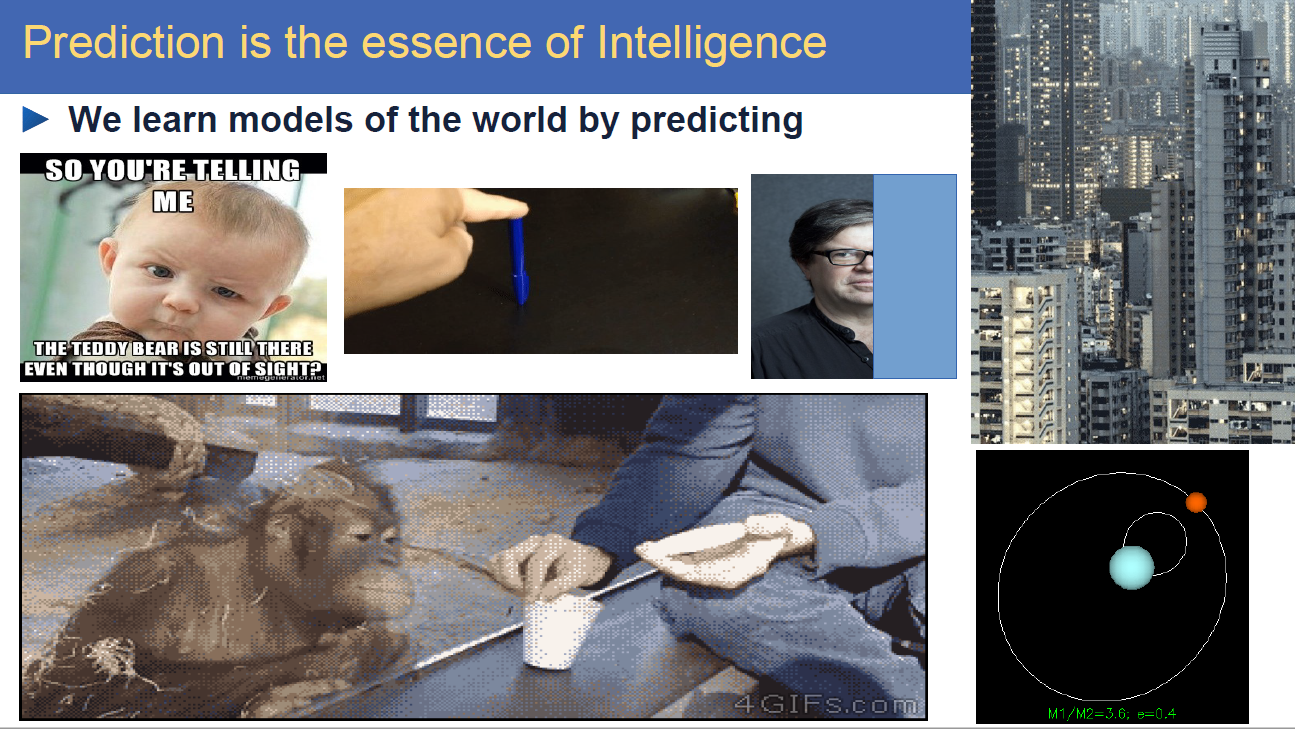 Prediction is the essence of Intelligence
We learn models of the world by predicting
SO YOU'RE TELLING
ME
THE TEDDY BEAR IS STILL THERE
EVEN THOUGH IT'S OUT OF SIGHT?
memegenerator.net
4GIFs.com
M1/M2=3.6; e=0.4